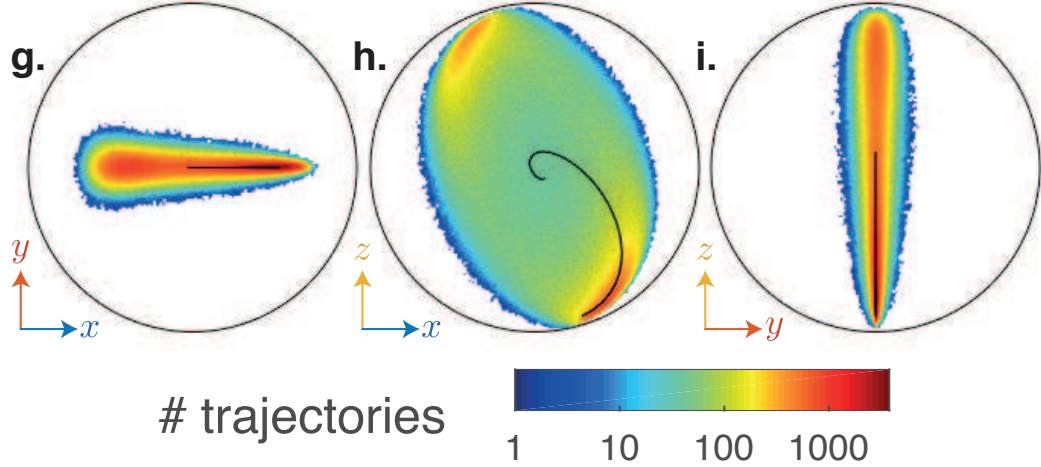 g. h. i.
y z z
x x y
# trajectories
1 10 100 1000